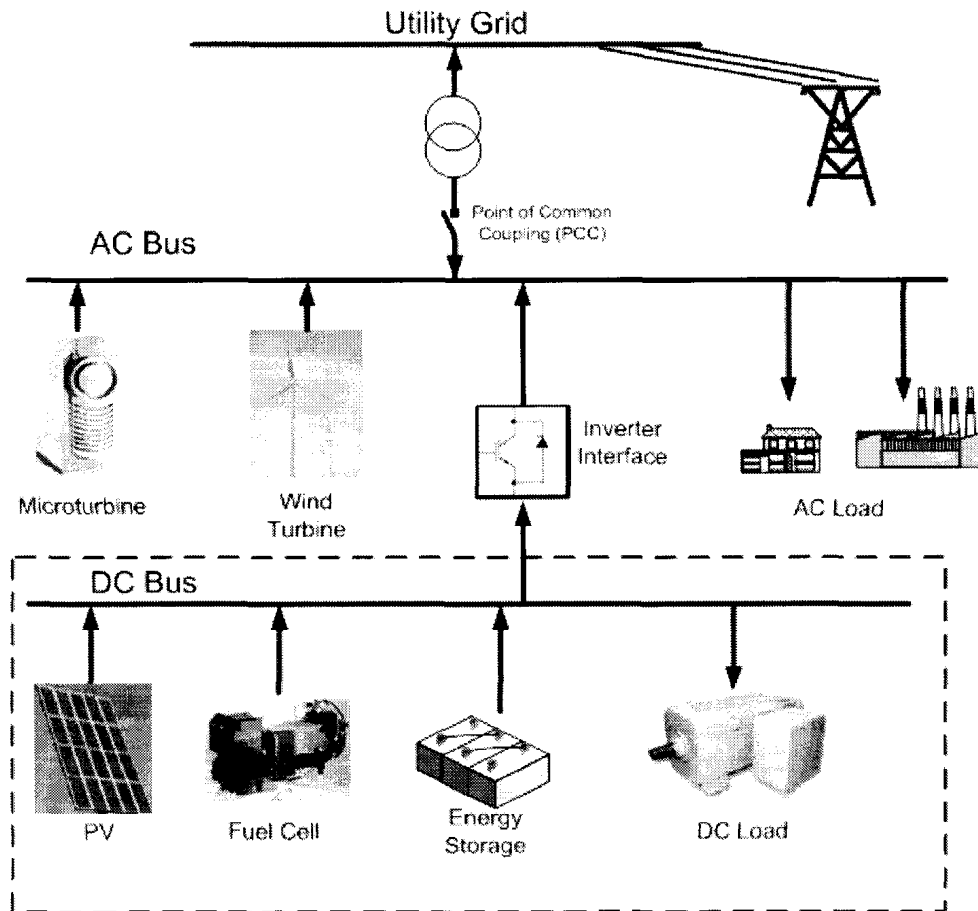 Utility Grid
Point of Common
Coupling (PCC)
AC Bus
Inverter
Interface
Microturbine
Wind
Turbine
AC Load
DC Bus
PV
Fuel Cell
Energy
Storage
DC Load